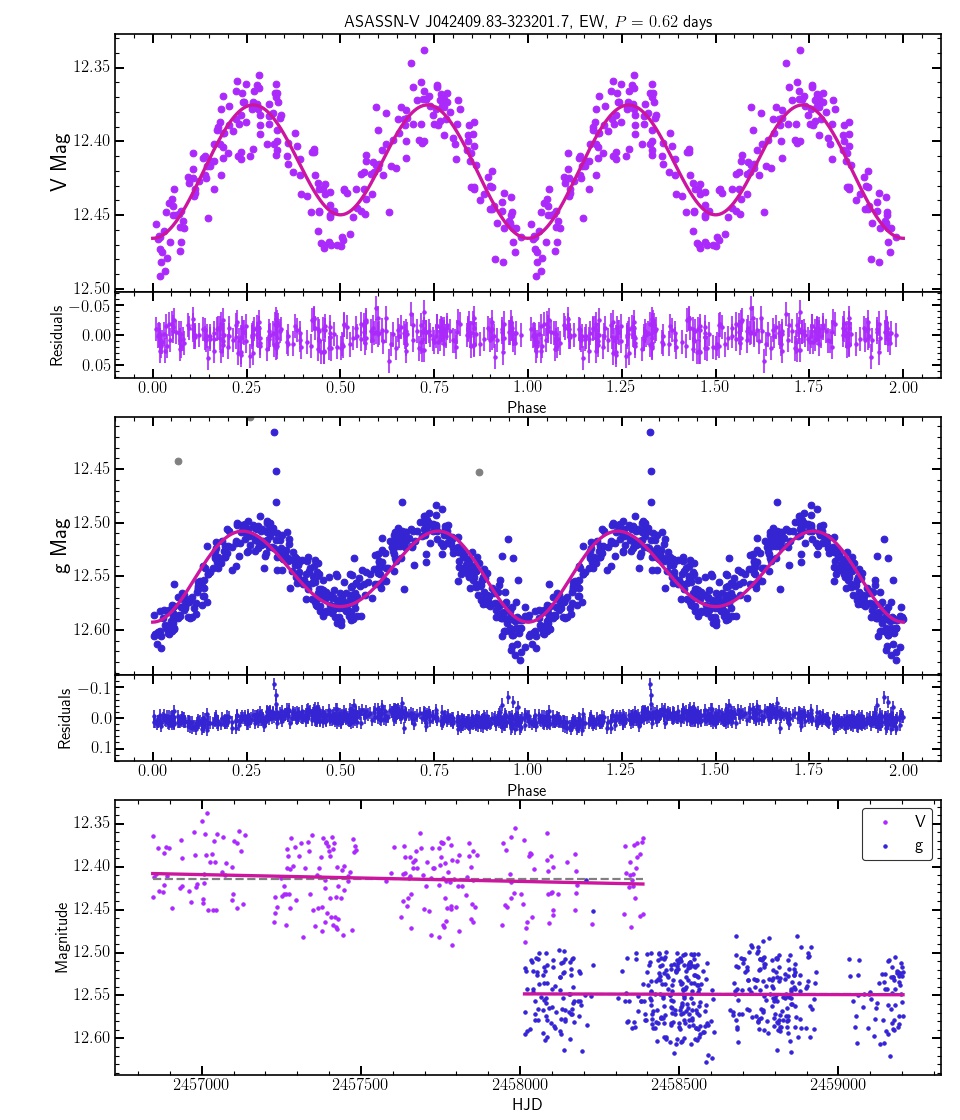 ASASSN-V J042409.83-323201.7, EW, P = 0.62 days
V Mag
12.35
12.40
12.45
12.50
Residuals
−0.05
0.00
0.05
0.00 0.25 0.50 0.75 1.00 1.25 1.50 1.75 2.00
Phase
g Mag
12.45
12.50
12.55
12.60
Residuals
−0.1
0.0
0.1
0.00 0.25 0.50 0.75 1.00 1.25 1.50 1.75 2.00
Phase
Magnitude
12.35
12.40
12.45
12.50
12.55
12.60
V
g
2457000 2457500 2458000 2458500 2459000
HJD